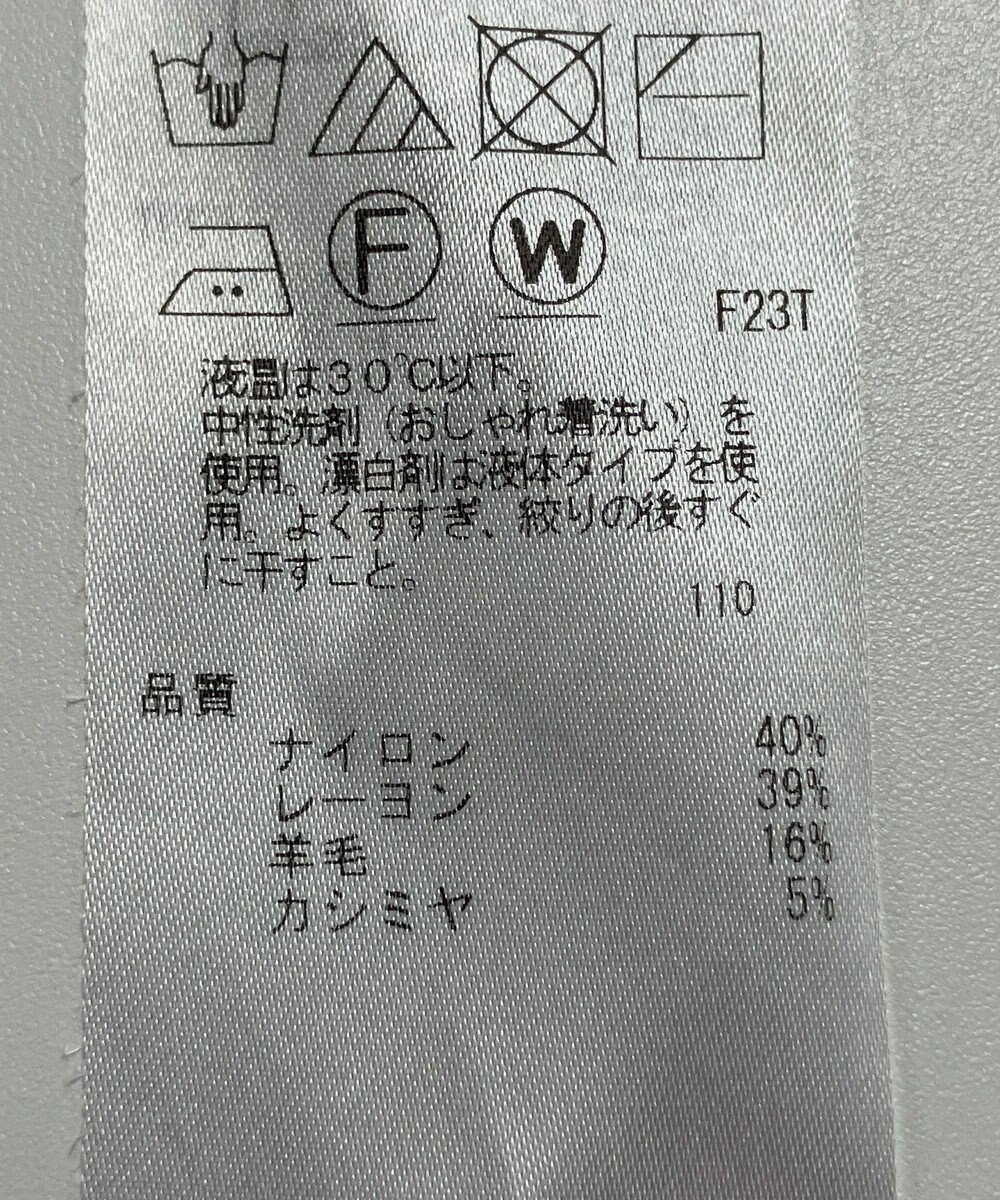 F W
F23T
液温は30℃以下。
中性洗剤（おしゃれ着洗い）を
使用。漂白剤は液体タイプを使
用。よくすすぎ、絞りの後すぐ
に干すこと。
110
品質
ナイロン 40%
レーヨン 39%
羊毛 16%
カシミヤ 5%